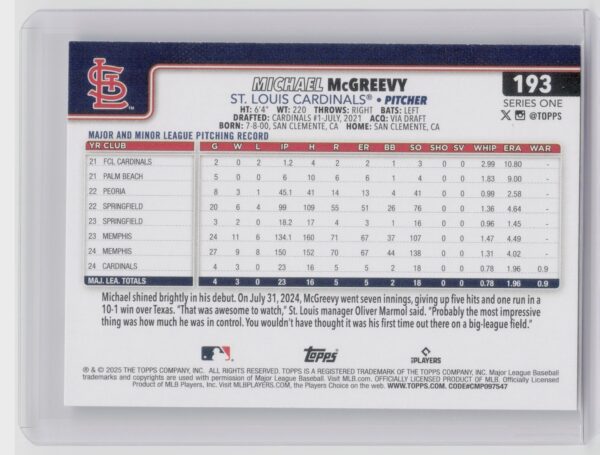 STL
MICHAEL McGREEVY
193
ST. LOUIS CARDINALS® • PITCHER
SERIES ONE
HT: 6'4" WT: 220 THROWS: RIGHT BATS: LEFT
@TOPPS
DRAFTED: CARDINALS #1-JULY, 2021 ACQ: VIA DRAFT
BORN: 7-8-00, SAN CLEMENTE, CA HOME: SAN CLEMENTE, CA
MAJOR AND MINOR LEAGUE PITCHING RECORD
YR CLUB G W L IP H R ER BB SO SHO SV WHIP ERA WAR
21 FCL CARDINALS 2 0 2 1.2 4 2 2 1 3 0 0 2.99 10.80 -
21 PALM BEACH 5 0 0 6 10 6 6 1 4 0 0 1.83 9.00 -
22 PEORIA 8 3 1 45.1 41 14 13 4 41 0 0 0.99 2.58 -
22 SPRINGFIELD 20 6 4 99 109 55 51 26 76 0 0 1.36 4.64 -
23 SPRINGFIELD 3 2 0 18.2 17 4 3 1 16 0 0 0.96 1.45 -
23 MEMPHIS 24 11 6 134.1 160 71 67 37 107 0 0 1.47 4.49 -
24 MEMPHIS 27 9 8 150 152 70 67 44 138 0 0 1.31 4.02 -
24 CARDINALS 4 3 0 23 16 5 5 2 18 0 0 0.78 1.96 0.9
MAJ. LEA. TOTALS 4 3 0 23 16 5 5 2 18 0 0 0.78 1.96 0.9
Michael shined brightly in his debut. On July 31, 2024, McGreevy went seven innings, giving up five hits and one run in a
10-1 win over Texas. "That was awesome to watch," St. Louis manager Oliver Marmol said. "Probably the most impressive
thing was how much he was in control. You wouldn't have thought it was his first time out there on a big-league field."
Topps
PLAYERS
® & © 2025 THE TOPPS COMPANY, INC. ALL RIGHTS RESERVED. TOPPS IS A REGISTERED TRADEMARK OF THE TOPPS COMPANY, INC. Major League Baseball
trademarks and copyrights are used with permission of Major League Baseball. Visit MLB.com. OFFICIALLY LICENSED PRODUCT OF MLB. Officially Licensed
Product of MLB Players, Inc. Visit MLBPLAYERS.com, the Players Choice on the web. WWW.TOPPS.COM. CODE#CMP097547